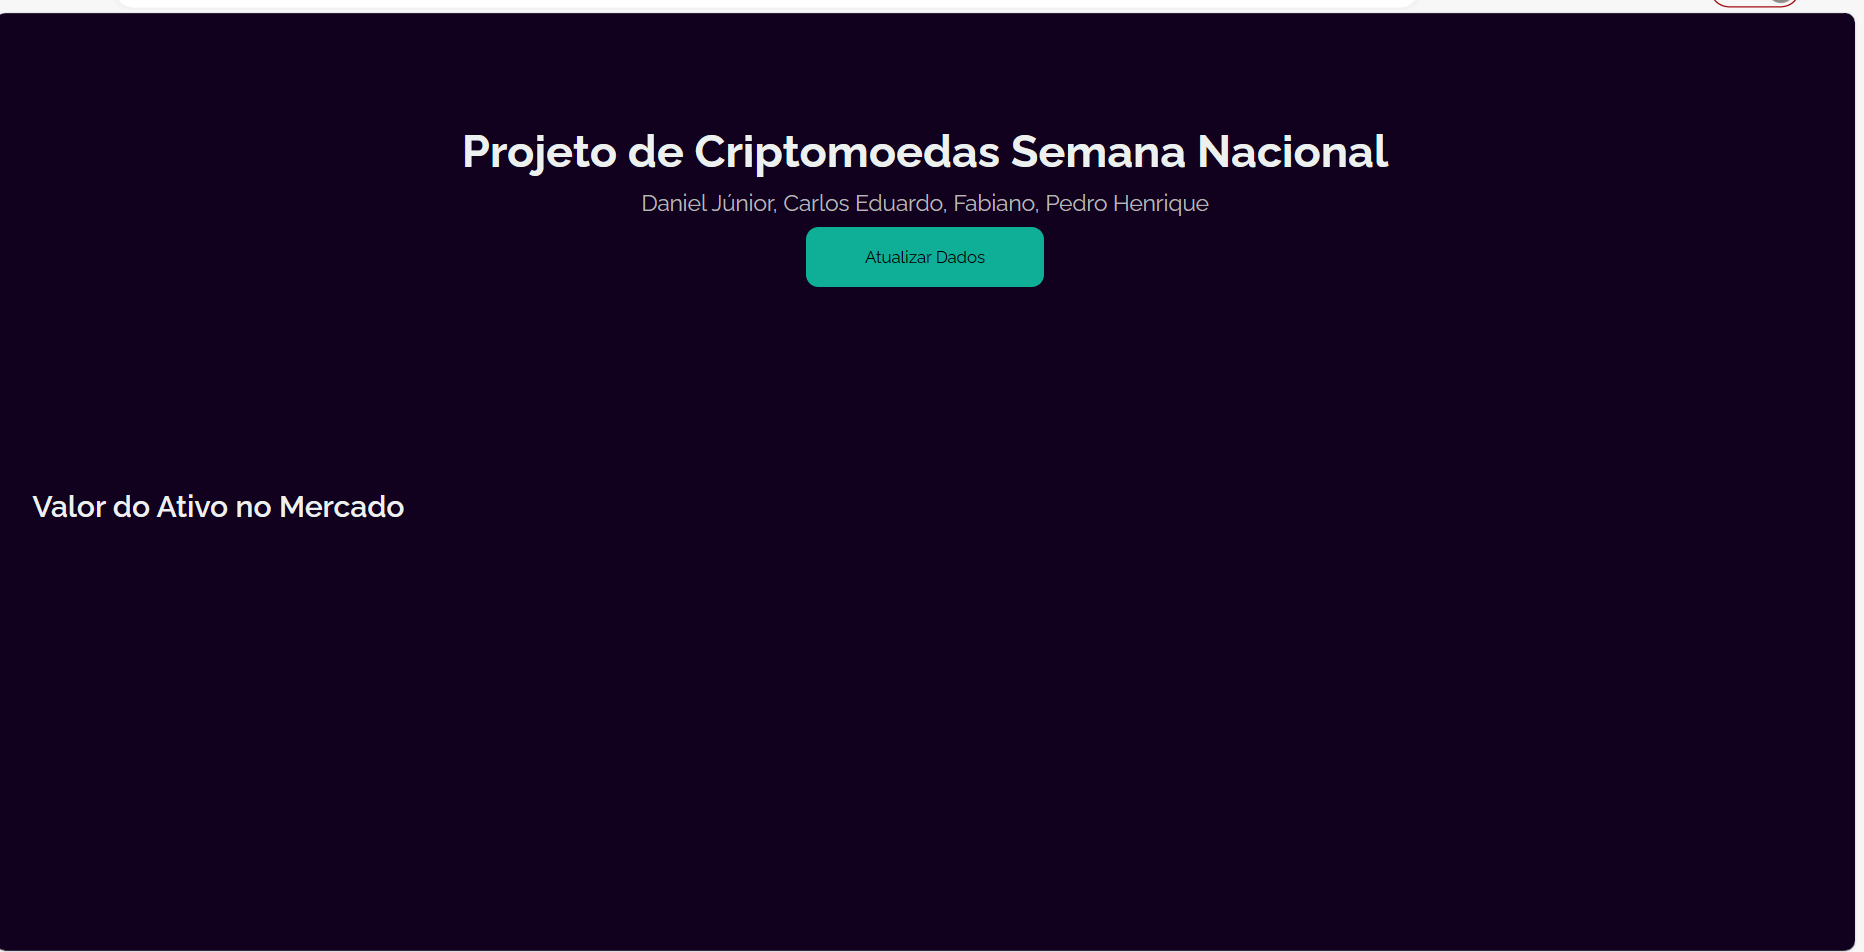 Projeto de Criptomoedas Semana Nacional
Daniel Júnior, Carlos Eduardo, Fabiano, Pedro Henrique
Atualizar Dados
Valor do Ativo no Mercado